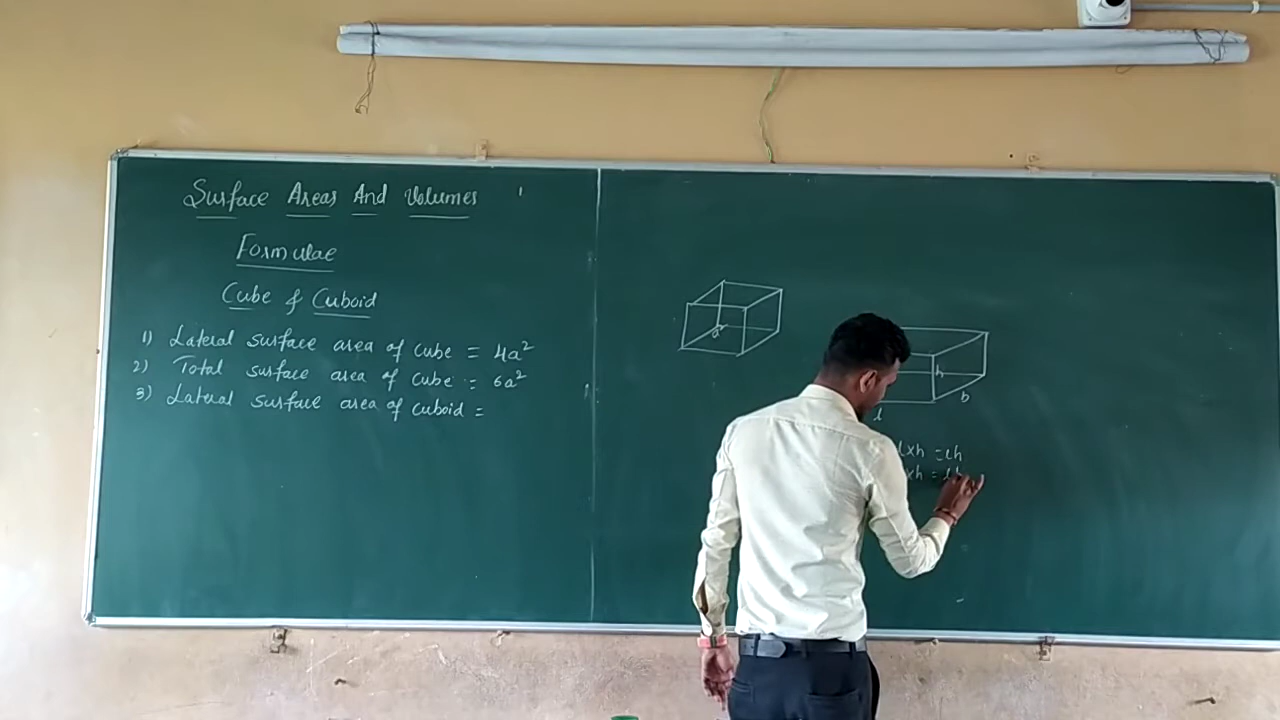 Surface Areas And Volumes
Formulae
Cube & Cuboid
1) Lateral surface area of cube = 4a²
2) Total surface area of cube = 6a²
3) Lateral surface area of cuboid =
a
h
b
l
l×h = lh
×h = lh